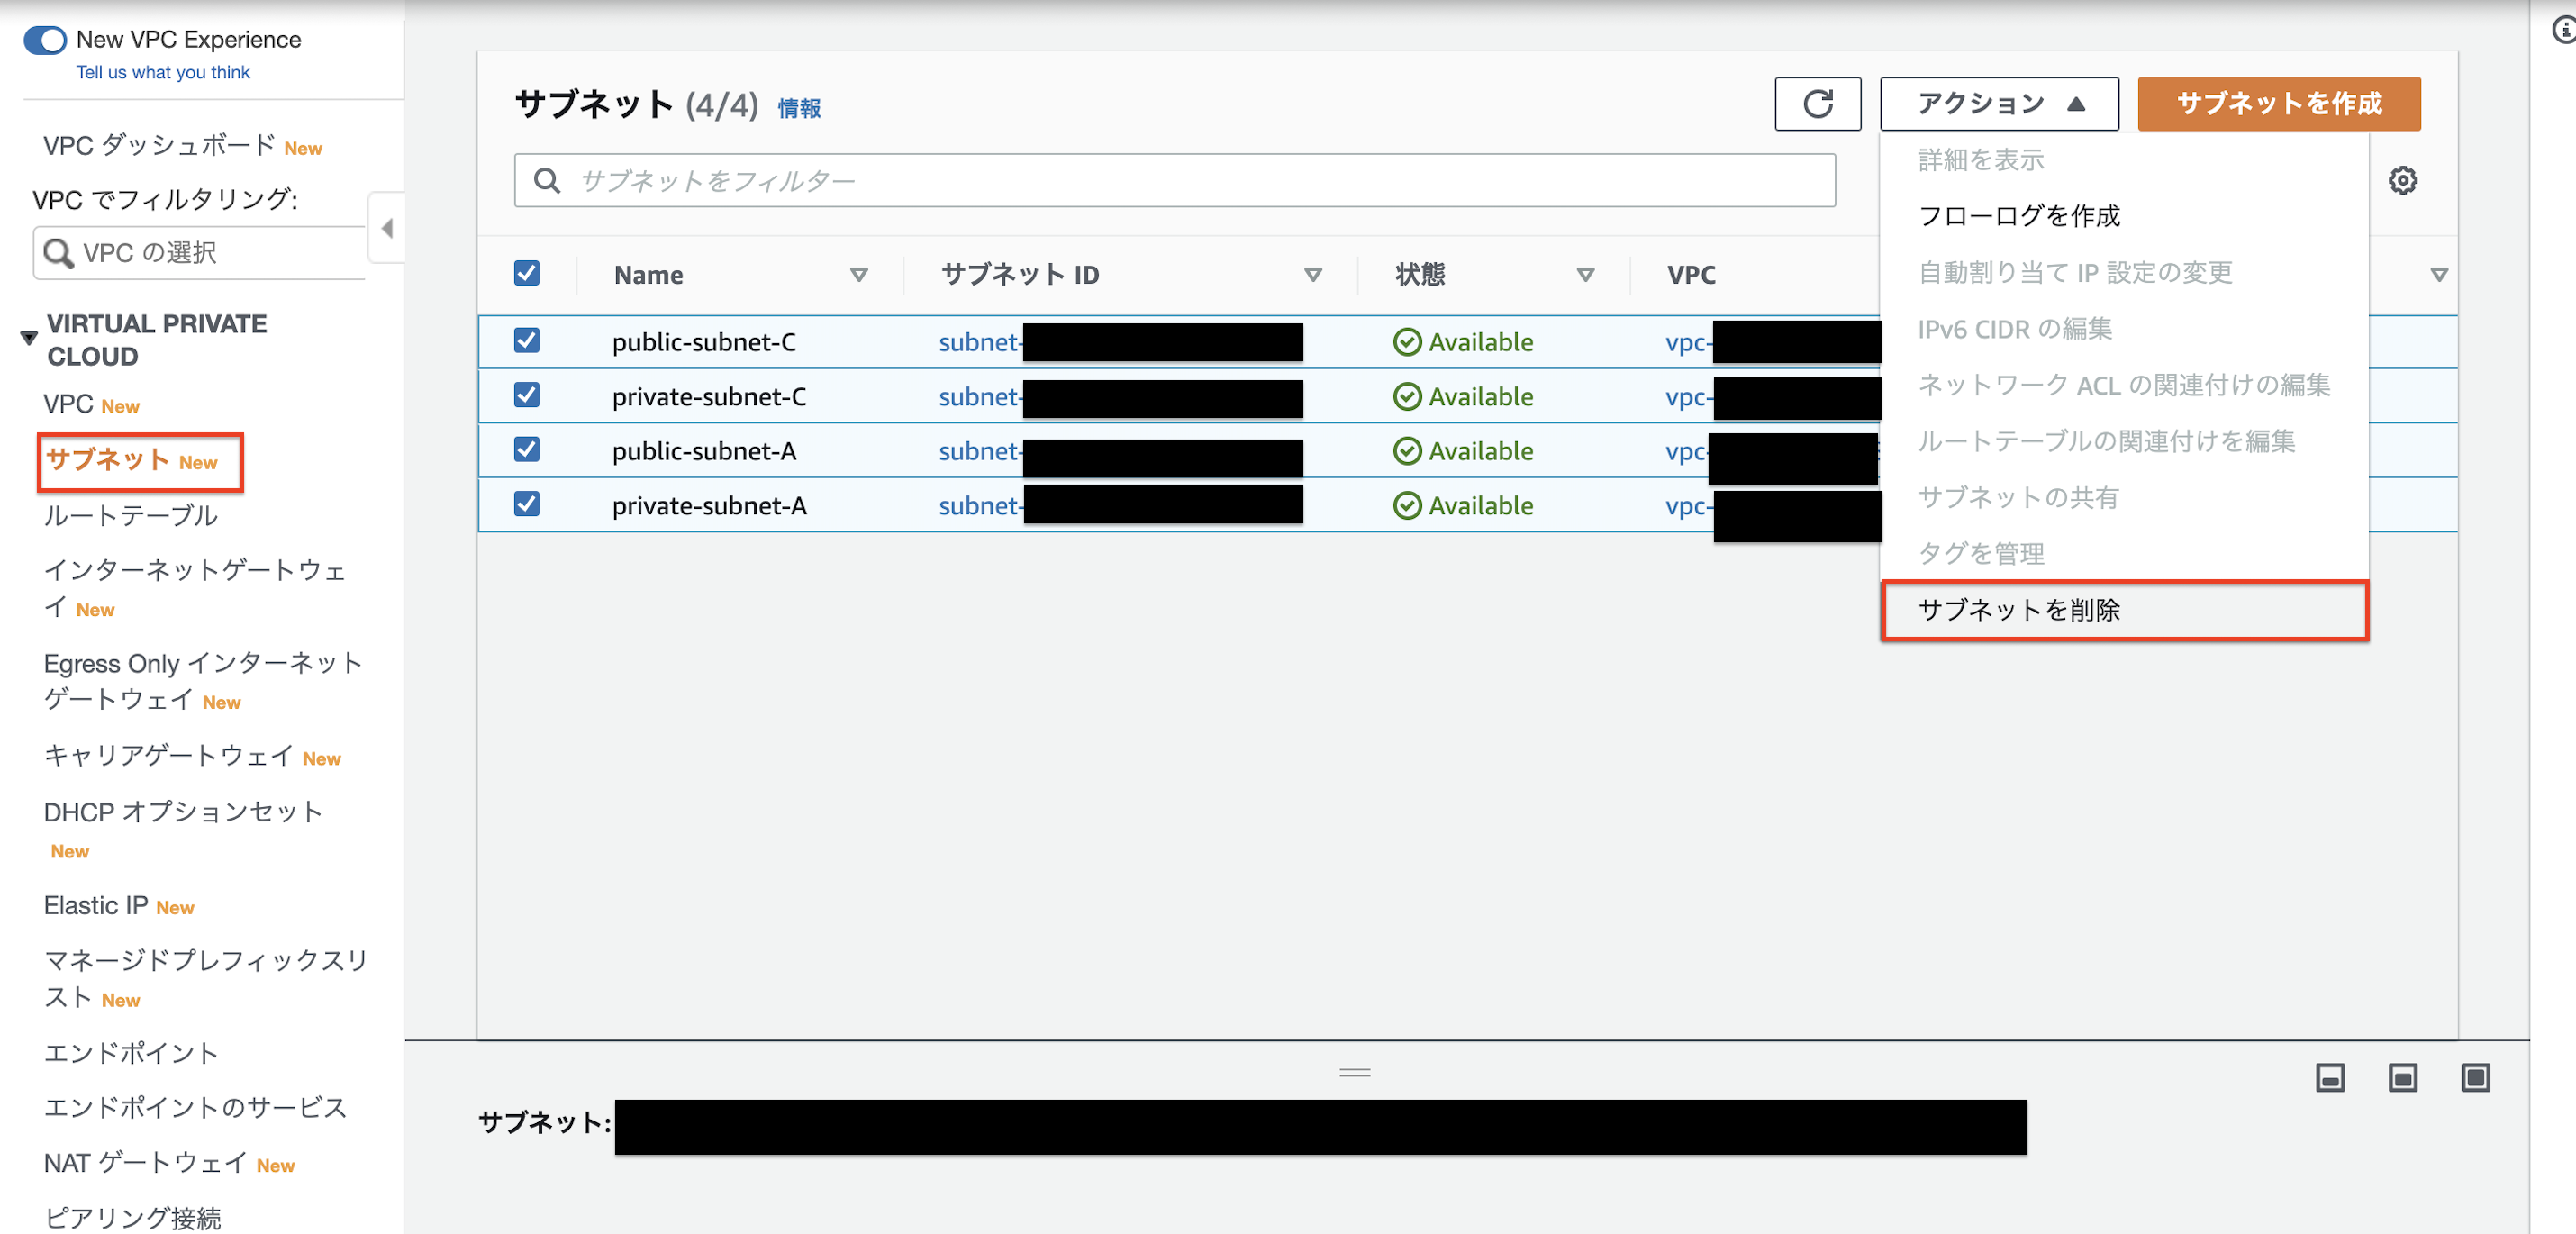 New VPC Experience
Tell us what you think
VPC ダッシュボード New
VPC でフィルタリング:
VPC の選択
VIRTUAL PRIVATE
CLOUD
VPC New
サブネット New
ルートテーブル
インターネットゲートウェ
イ New
Egress Only インターネット
ゲートウェイ New
キャリアゲートウェイ New
DHCP オプションセット
New
Elastic IP New
マネージドプレフィックスリ
スト New
エンドポイント
エンドポイントのサービス
NAT ゲートウェイ New
ピアリング接続
サブネット (4/4) 情報
アクション
サブネットを作成
サブネットをフィルター
Name サブネット ID 状態 VPC
public-subnet-C subnet- Available vpc-
private-subnet-C subnet- Available vpc-
public-subnet-A subnet- Available vpc-
private-subnet-A subnet- Available vpc-
詳細を表示
フローログを作成
自動割り当て IP 設定の変更
IPv6 CIDR の編集
ネットワーク ACL の関連付けの編集
ルートテーブルの関連付けを編集
サブネットの共有
タグを管理
サブネットを削除
サブネット: